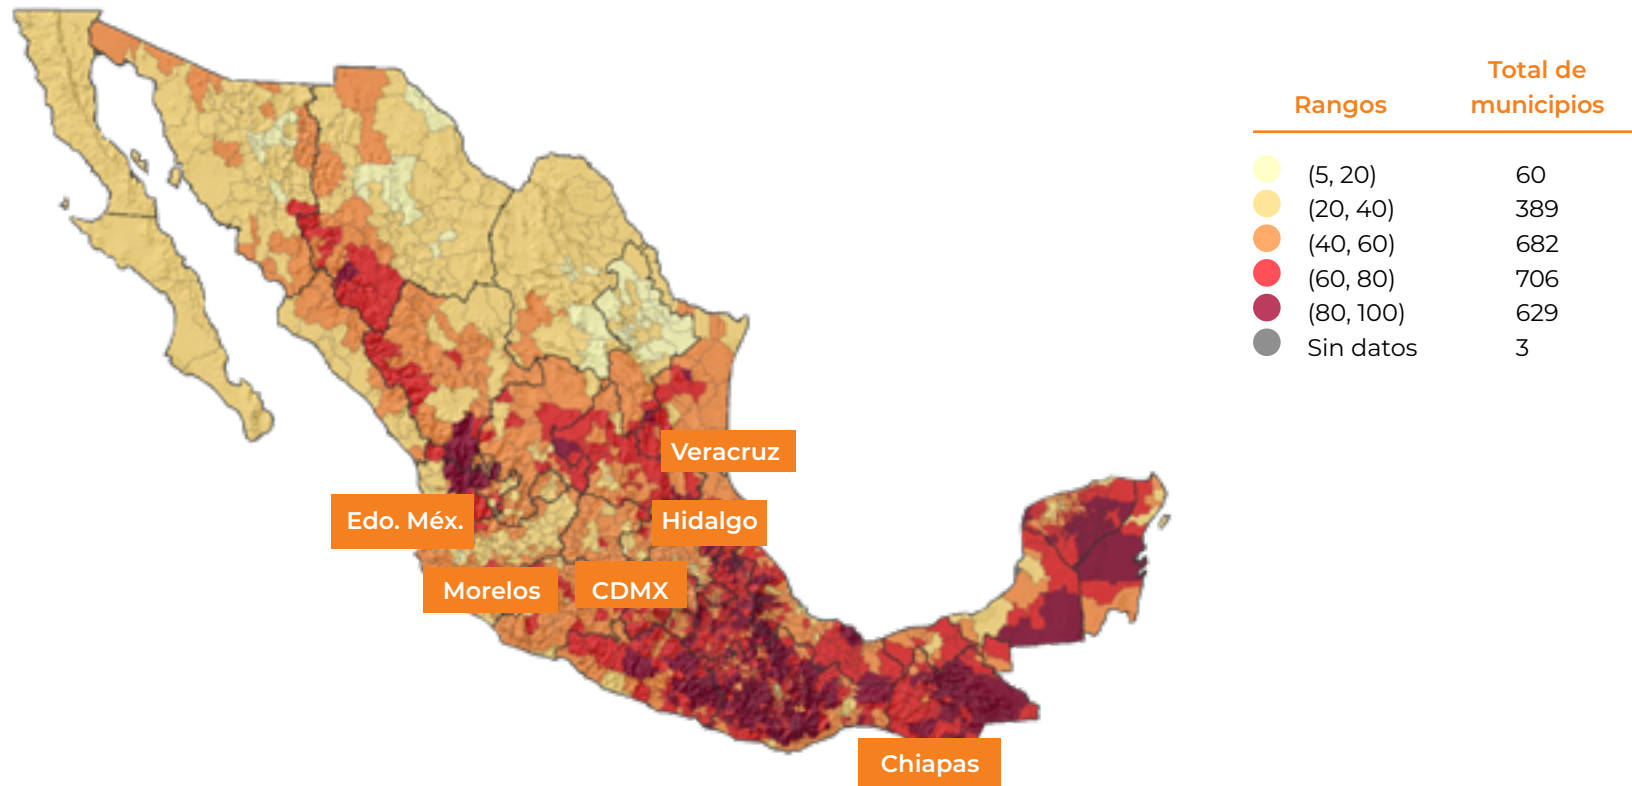 Total de
Rangos municipios
(5, 20) 60
(20, 40) 389
(40, 60) 682
(60, 80) 706
(80, 100) 629
Sin datos 3
Veracruz
Edo. Méx.
Hidalgo
Morelos
CDMX
Chiapas